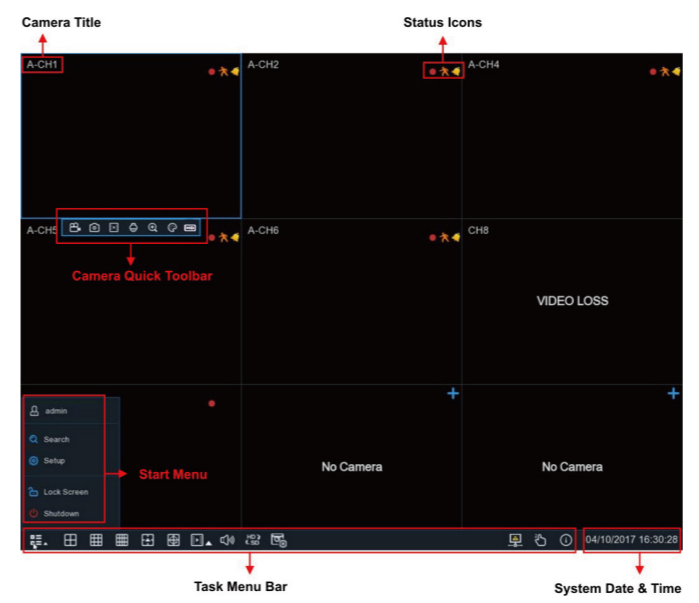 Camera Title
Status Icons
A-CH1
A-CH2
A-CH4
A-CH5
A-CH6
CH8
Camera Quick Toolbar
VIDEO LOSS
admin
Search
Setup
Start Menu
No Camera
No Camera
Lock Screen
Shutdown
04/10/2017 16:30:28
Task Menu Bar
System Date & Time